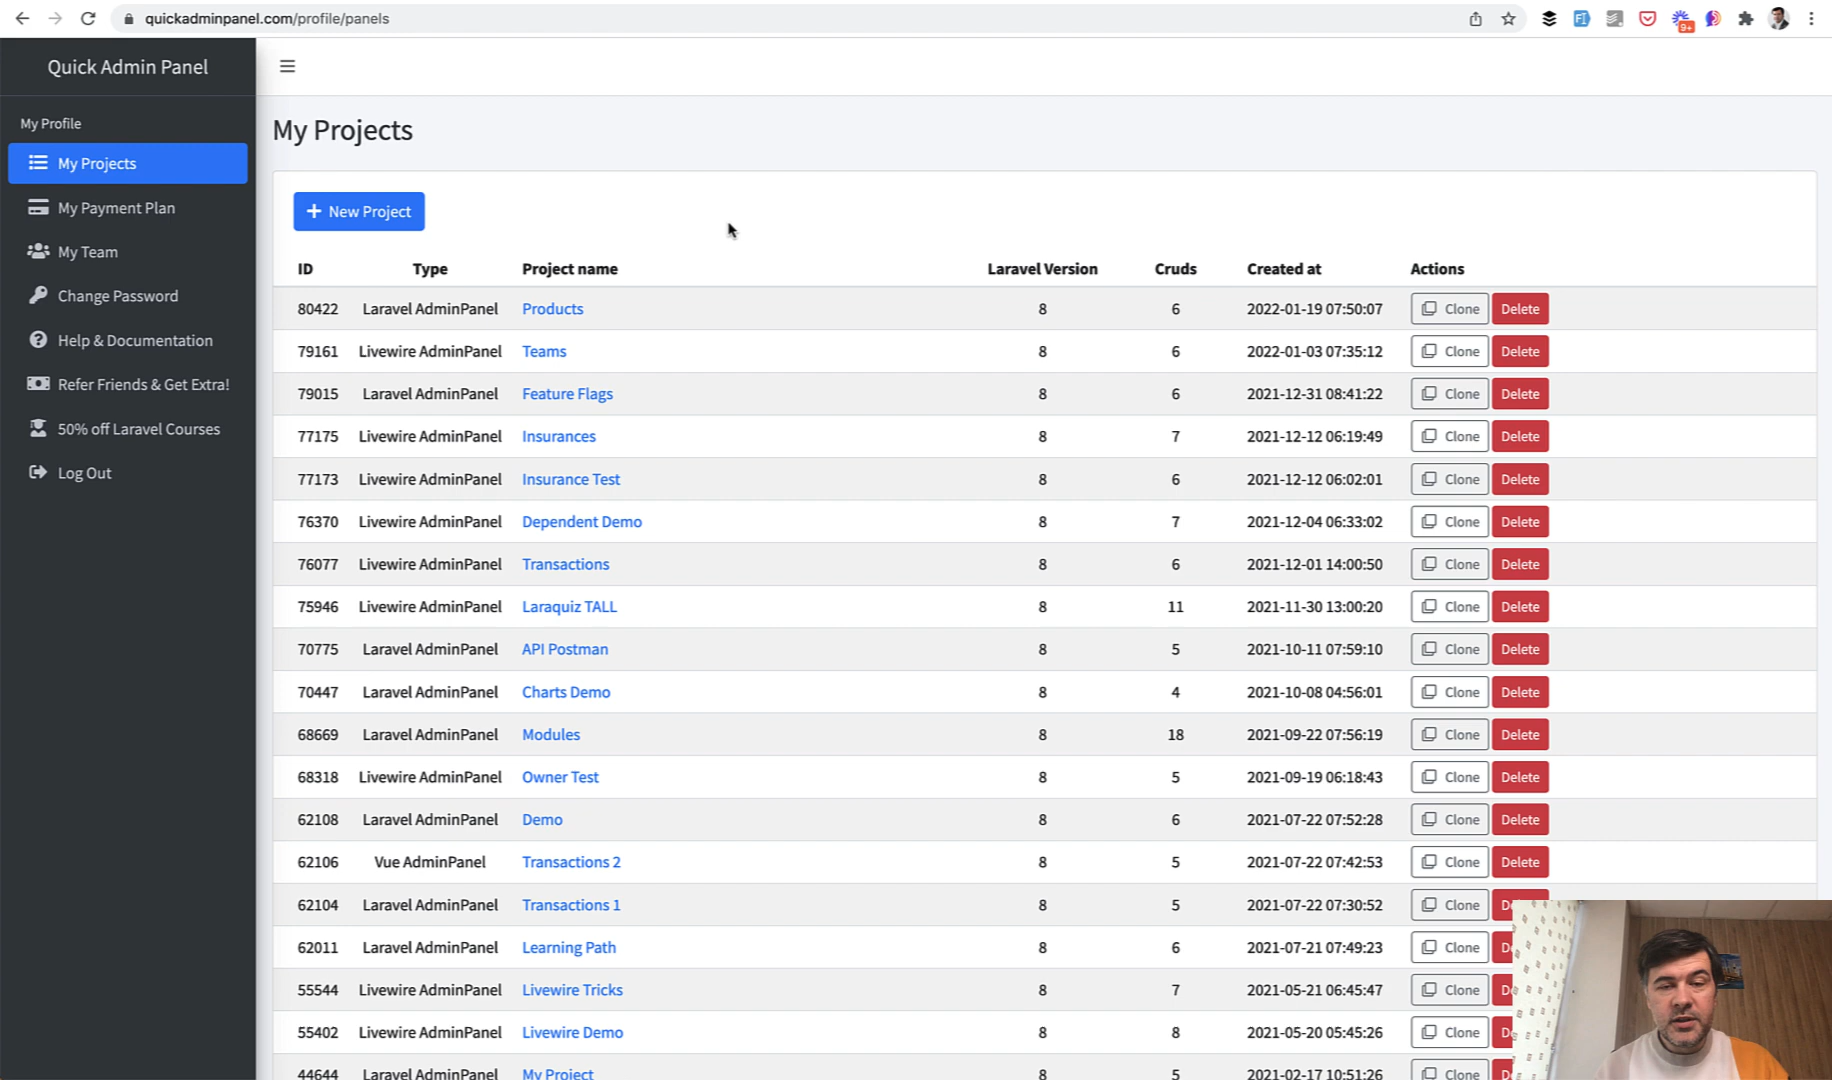 quickadminpanel.com/profile/panels
9+
Quick Admin Panel
My Profile
My Projects
My Payment Plan
My Team
Change Password
Help & Documentation
Refer Friends & Get Extra!
50% off Laravel Courses
Log Out
My Projects
New Project
ID Type Project name Laravel Version Cruds Created at Actions
80422 Laravel AdminPanel Products 8 6 2022-01-19 07:50:07 Clone Delete
79161 Livewire AdminPanel Teams 8 6 2022-01-03 07:35:12 Clone Delete
79015 Laravel AdminPanel Feature Flags 8 6 2021-12-31 08:41:22 Clone Delete
77175 Livewire AdminPanel Insurances 8 7 2021-12-12 06:19:49 Clone Delete
77173 Livewire AdminPanel Insurance Test 8 6 2021-12-12 06:02:01 Clone Delete
76370 Livewire AdminPanel Dependent Demo 8 7 2021-12-04 06:33:02 Clone Delete
76077 Livewire AdminPanel Transactions 8 6 2021-12-01 14:00:50 Clone Delete
75946 Livewire AdminPanel Laraquiz TALL 8 11 2021-11-30 13:00:20 Clone Delete
70775 Laravel AdminPanel API Postman 8 5 2021-10-11 07:59:10 Clone Delete
70447 Laravel AdminPanel Charts Demo 8 4 2021-10-08 04:56:01 Clone Delete
68669 Laravel AdminPanel Modules 8 18 2021-09-22 07:56:19 Clone Delete
68318 Livewire AdminPanel Owner Test 8 5 2021-09-19 06:18:43 Clone Delete
62108 Laravel AdminPanel Demo 8 6 2021-07-22 07:52:28 Clone Delete
62106 Vue AdminPanel Transactions 2 8 5 2021-07-22 07:42:53 Clone Delete
62104 Laravel AdminPanel Transactions 1 8 5 2021-07-22 07:30:52 Clone
62011 Laravel AdminPanel Learning Path 8 6 2021-07-21 07:49:23 Clone
55544 Livewire AdminPanel Livewire Tricks 8 7 2021-05-21 06:45:47 Clone
55402 Livewire AdminPanel Livewire Demo 8 8 2021-05-20 05:45:26 Clone
44644 Laravel AdminPanel My Project 8 5 2021-02-17 10:51:26 Clone